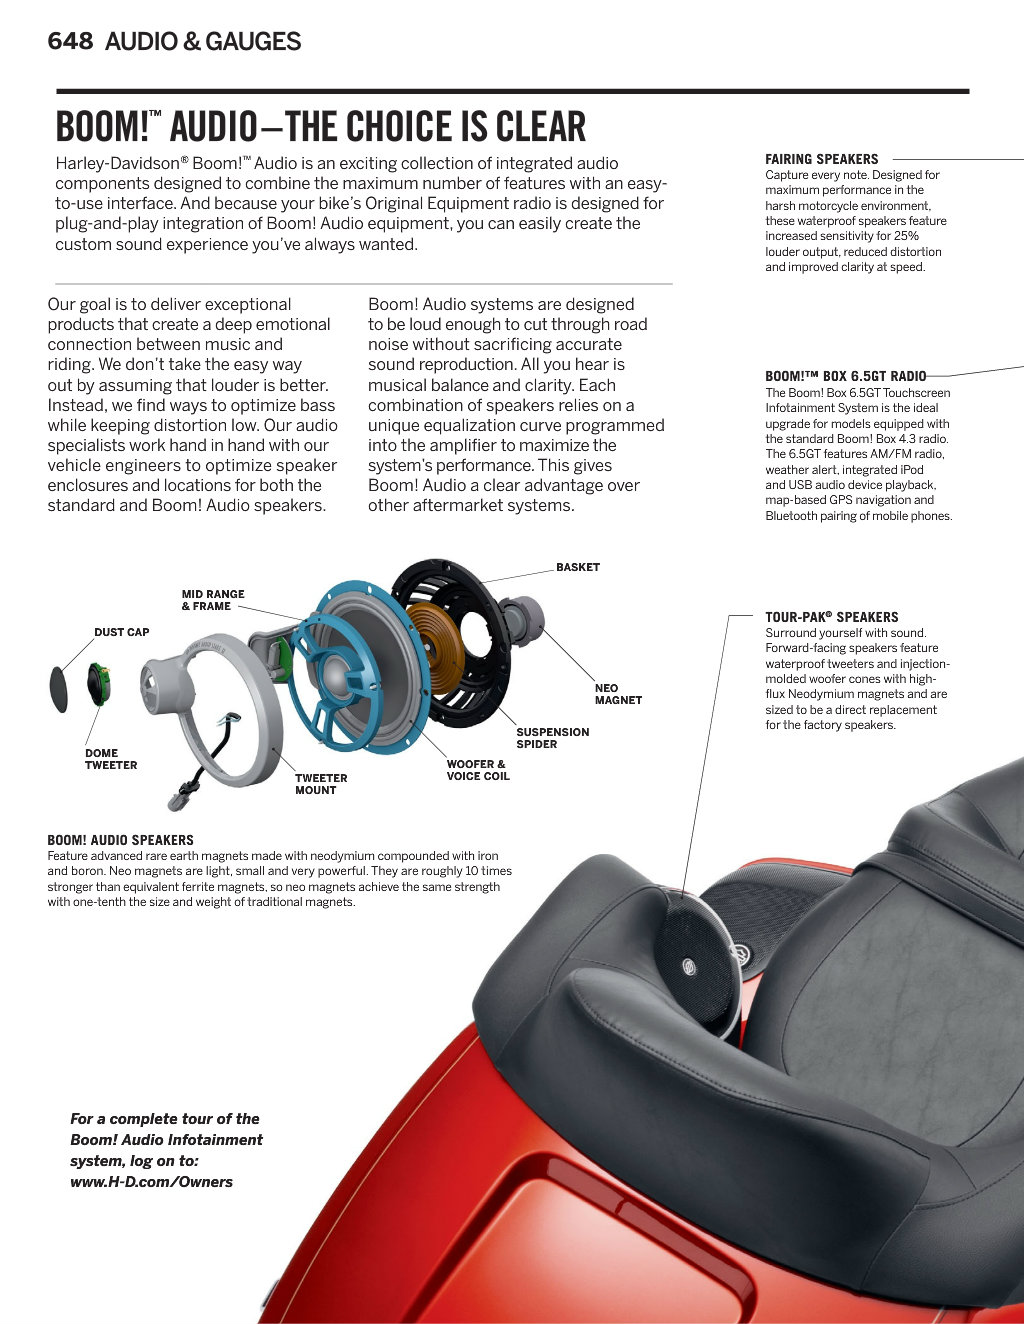 648 AUDIO & GAUGES
BOOM!™ AUDIO–THE CHOICE IS CLEAR
Harley-Davidson® Boom!™ Audio is an exciting collection of integrated audio
components designed to combine the maximum number of features with an easy-
to-use interface. And because your bike's Original Equipment radio is designed for
plug-and-play integration of Boom! Audio equipment, you can easily create the
custom sound experience you've always wanted.
Our goal is to deliver exceptional
products that create a deep emotional
connection between music and
riding. We don't take the easy way
out by assuming that louder is better.
Instead, we find ways to optimize bass
while keeping distortion low. Our audio
specialists work hand in hand with our
vehicle engineers to optimize speaker
enclosures and locations for both the
standard and Boom! Audio speakers.
Boom! Audio systems are designed
to be loud enough to cut through road
noise without sacrificing accurate
sound reproduction. All you hear is
musical balance and clarity. Each
combination of speakers relies on a
unique equalization curve programmed
into the amplifier to maximize the
system's performance. This gives
Boom! Audio a clear advantage over
other aftermarket systems.
FAIRING SPEAKERS
Capture every note. Designed for
maximum performance in the
harsh motorcycle environment,
these waterproof speakers feature
increased sensitivity for 25%
louder output, reduced distortion
and improved clarity at speed.
BOOM!™ BOX 6.5GT RADIO
The Boom! Box 6.5GT Touchscreen
Infotainment System is the ideal
upgrade for models equipped with
the standard Boom! Box 4.3 radio.
The 6.5GT features AM/FM radio,
weather alert, integrated iPod
and USB audio device playback,
map-based GPS navigation and
Bluetooth pairing of mobile phones.
TOUR-PAK® SPEAKERS
Surround yourself with sound.
Forward-facing speakers feature
waterproof tweeters and injection-
molded woofer cones with high-
flux Neodymium magnets and are
sized to be a direct replacement
for the factory speakers.
BASKET
MID RANGE
& FRAME
DUST CAP
NEO
MAGNET
SUSPENSION
SPIDER
DOME
TWEETER
WOOFER &
VOICE COIL
TWEETER
MOUNT
BOOM! AUDIO SPEAKERS
Feature advanced rare earth magnets made with neodymium compounded with iron
and boron. Neo magnets are light, small and very powerful. They are roughly 10 times
stronger than equivalent ferrite magnets, so neo magnets achieve the same strength
with one-tenth the size and weight of traditional magnets.
For a complete tour of the
Boom! Audio Infotainment
system, log on to:
www.H-D.com/Owners